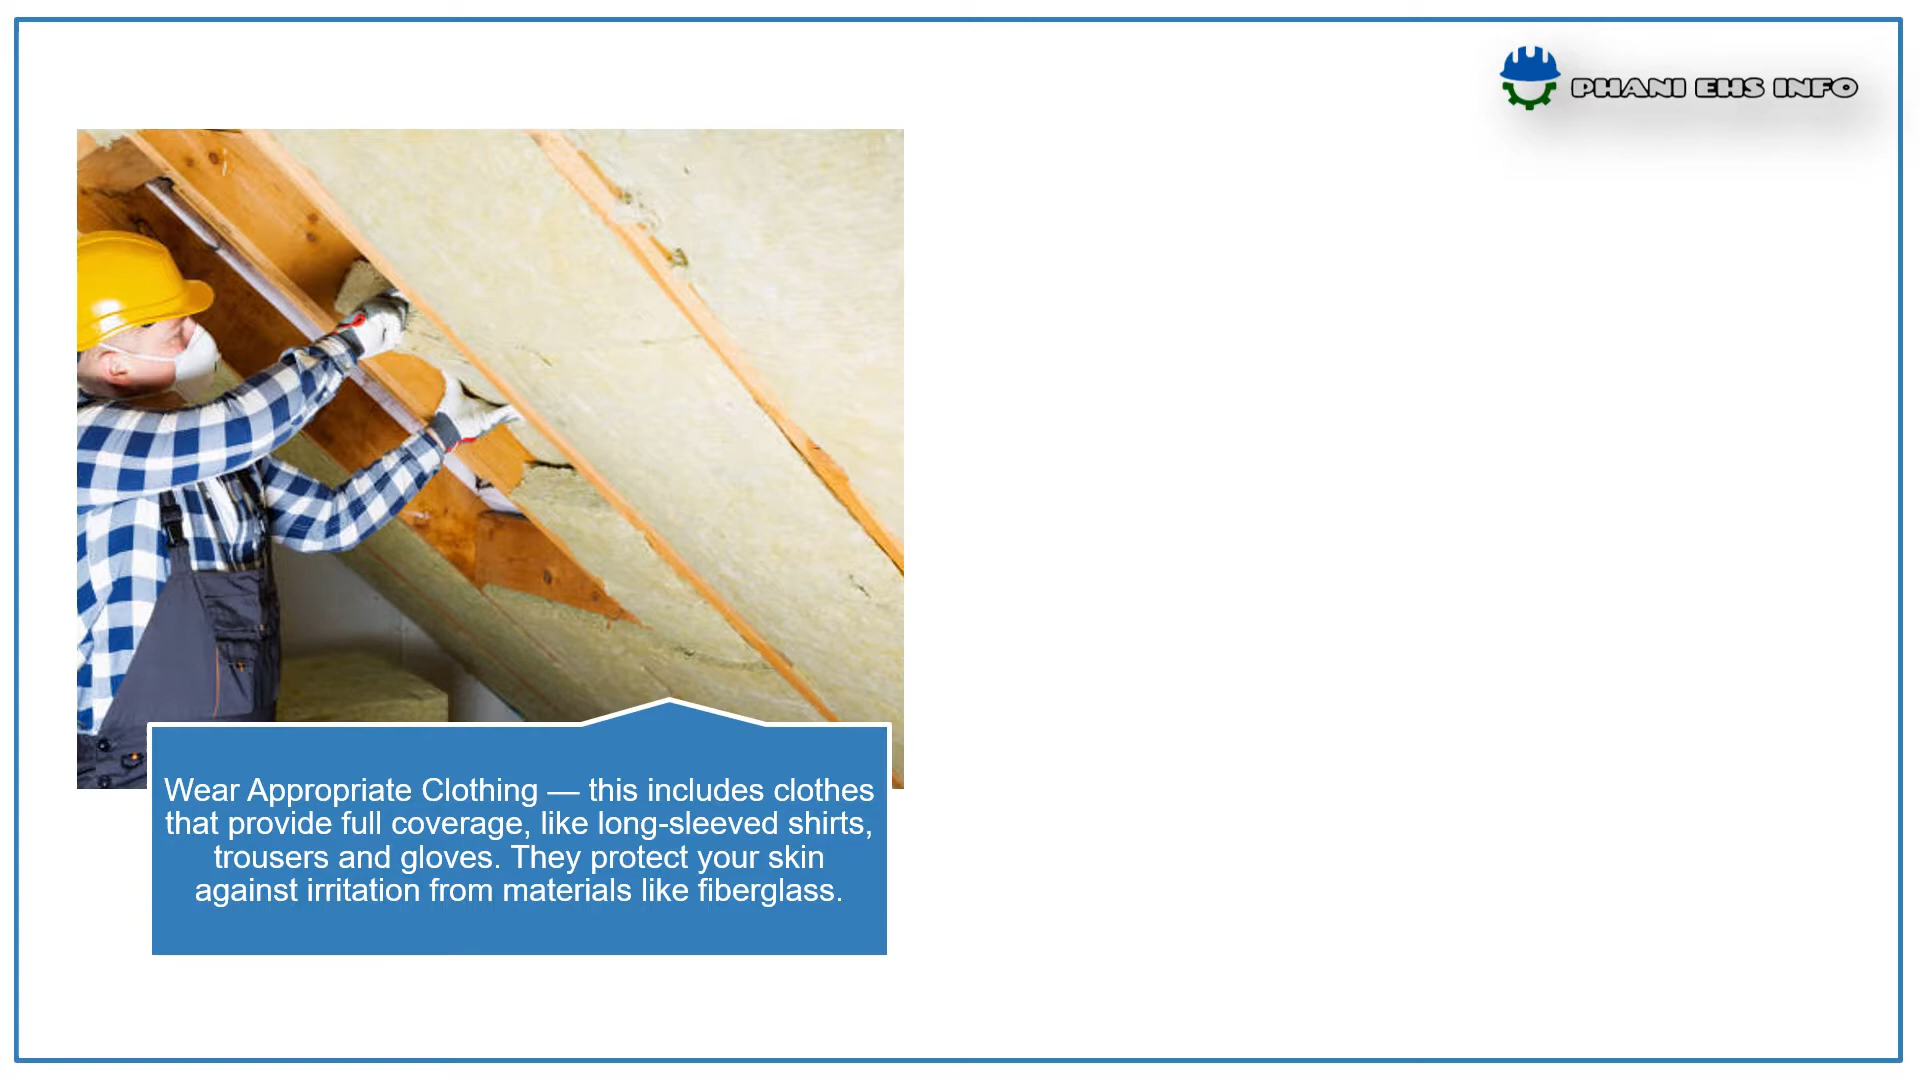 PHANI EHS INFO
Wear Appropriate Clothing — this includes clothes
that provide full coverage, like long-sleeved shirts,
trousers and gloves. They protect your skin
against irritation from materials like fiberglass.